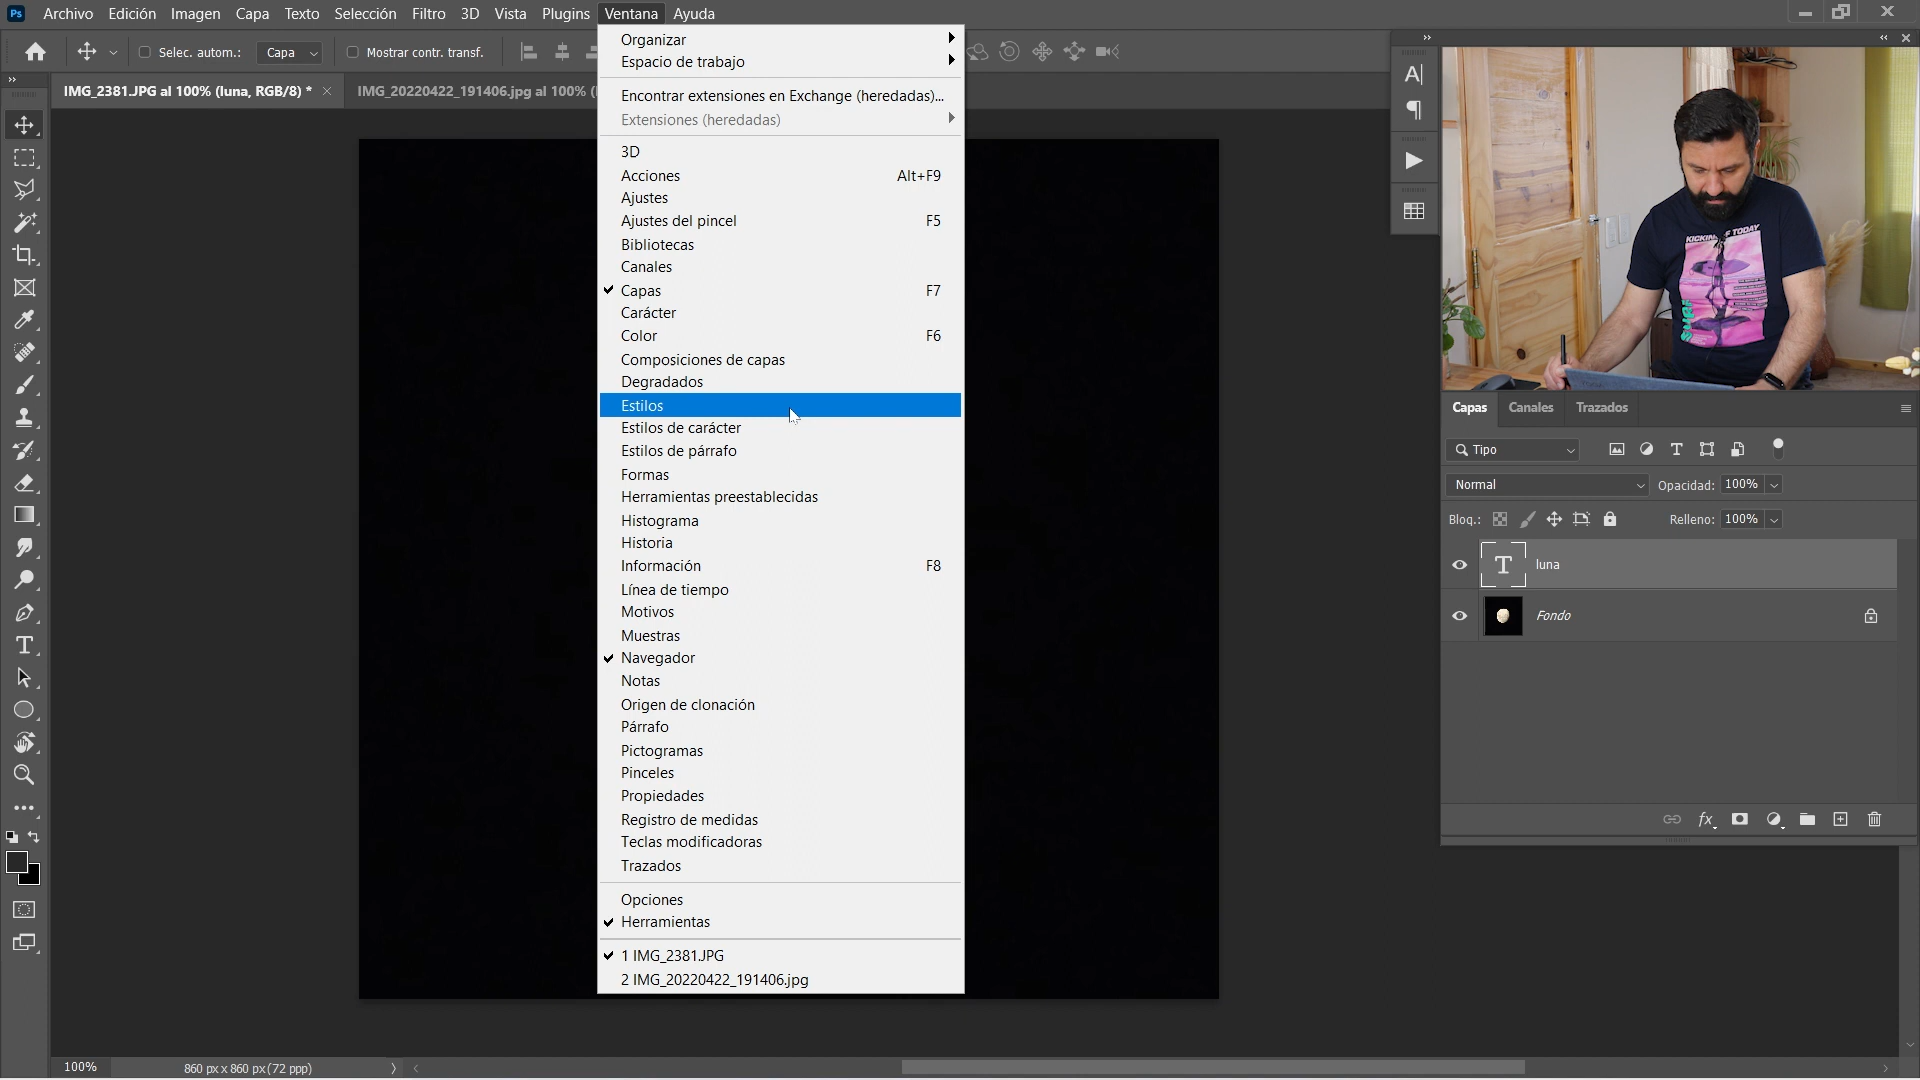 Ps Archivo Edición Imagen Capa Texto Selección Filtro 3D Vista Plugins Ventana Ayuda
Selec. autom.: Capa Mostrar contr. transf.
IMG_2381.JPG al 100% (luna, RGB/8) * IMG_20220422_191406.jpg al 100% (
Organizar
Espacio de trabajo
Encontrar extensiones en Exchange (heredadas)...
Extensiones (heredadas)
3D
Acciones Alt+F9
Ajustes
Ajustes del pincel F5
Bibliotecas
Canales
Capas F7
Carácter
Color F6
Composiciones de capas
Degradados
Estilos
Estilos de carácter
Estilos de párrafo
Formas
Herramientas preestablecidas
Histograma
Historia
Información F8
Línea de tiempo
Motivos
Muestras
Navegador
Notas
Origen de clonación
Párrafo
Pictogramas
Pinceles
Propiedades
Registro de medidas
Teclas modificadoras
Trazados
Opciones
Herramientas
1 IMG_2381.JPG
2 IMG_20220422_191406.jpg
KICKIN OF TODAY
SURF
Capas Canales Trazados
Tipo
Normal Opacidad: 100%
Bloq.: Relleno: 100%
luna
Fondo
fx
100% 860 px x 860 px (72 ppp)